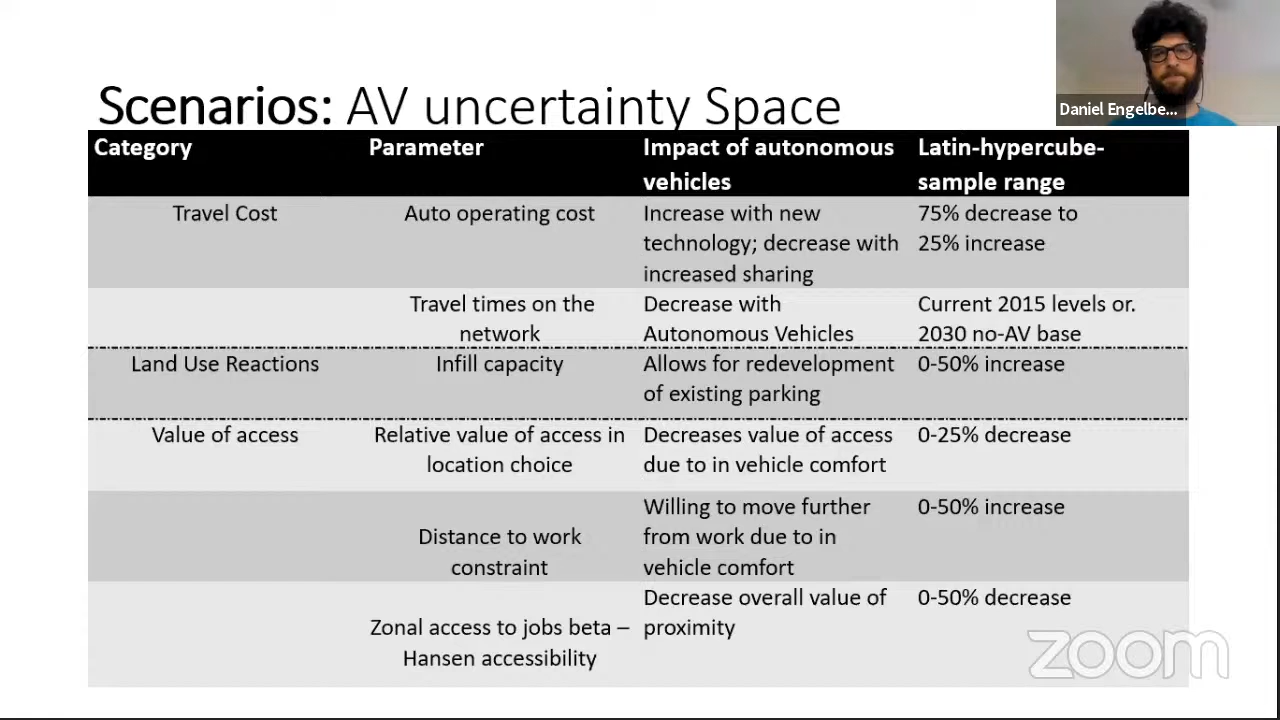 Daniel Engelbe...
Scenarios: AV uncertainty Space
Category Parameter Impact of autonomous vehicles Latin-hypercube-sample range
Travel Cost
Auto operating cost
Increase with new
technology; decrease with
increased sharing
75% decrease to
25% increase
Travel times on the
network
Decrease with
Autonomous Vehicles
Current 2015 levels or.
2030 no-AV base
Land Use Reactions
Infill capacity
Allows for redevelopment
of existing parking
0-50% increase
Value of access
Relative value of access in
location choice
Decreases value of access
due to in vehicle comfort
0-25% decrease
Distance to work
constraint
Willing to move further
from work due to in
vehicle comfort
0-50% increase
Zonal access to jobs beta –
Hansen accessibility
Decrease overall value of
proximity
0-50% decrease
zoom